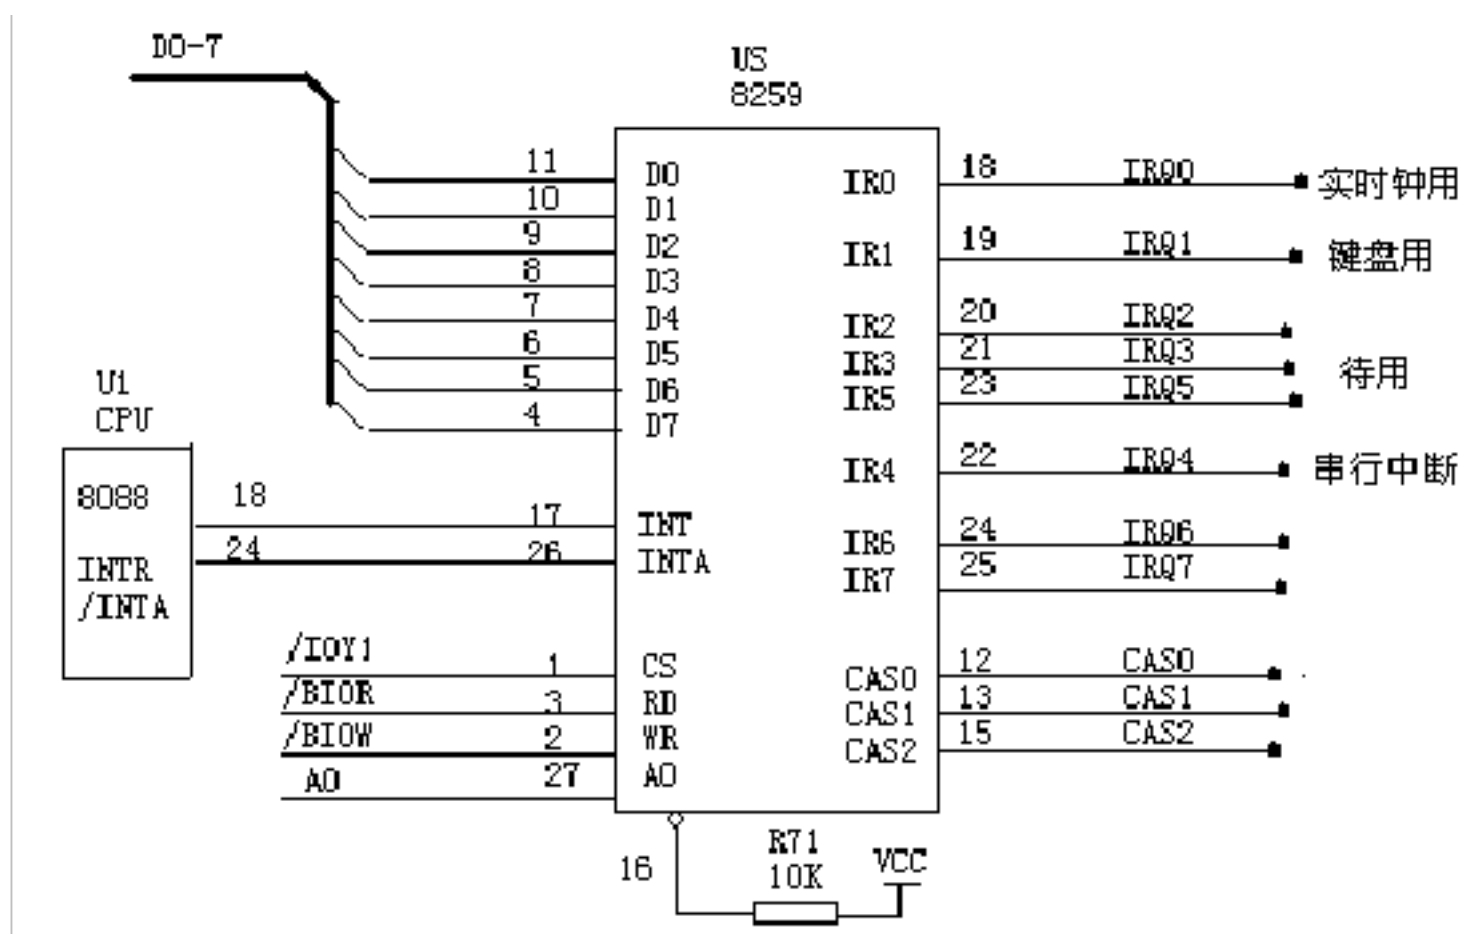 D0-7
US
8259
11 D0
10 D1
9 D2
8 D3
7 D4
6 D5
5 D6
4 D7
IR0 18 IRQ0 实时钟用
IR1 19 IRQ1 键盘用
IR2 20 IRQ2
IR3 21 IRQ3 待用
IR5 23 IRQ5
IR4 22 IRQ4 串行中断
IR6 24 IRQ6
IR7 25 IRQ7
U1
CPU
8088
INTR
/INTA
18 17 INT
24 26 INTA
/IOY1 1 CS
/BIOR 3 RD
/BIOW 2 WR
A0 27 A0
CAS0 12 CAS0
CAS1 13 CAS1
CAS2 15 CAS2
16
R71
10K
VCC